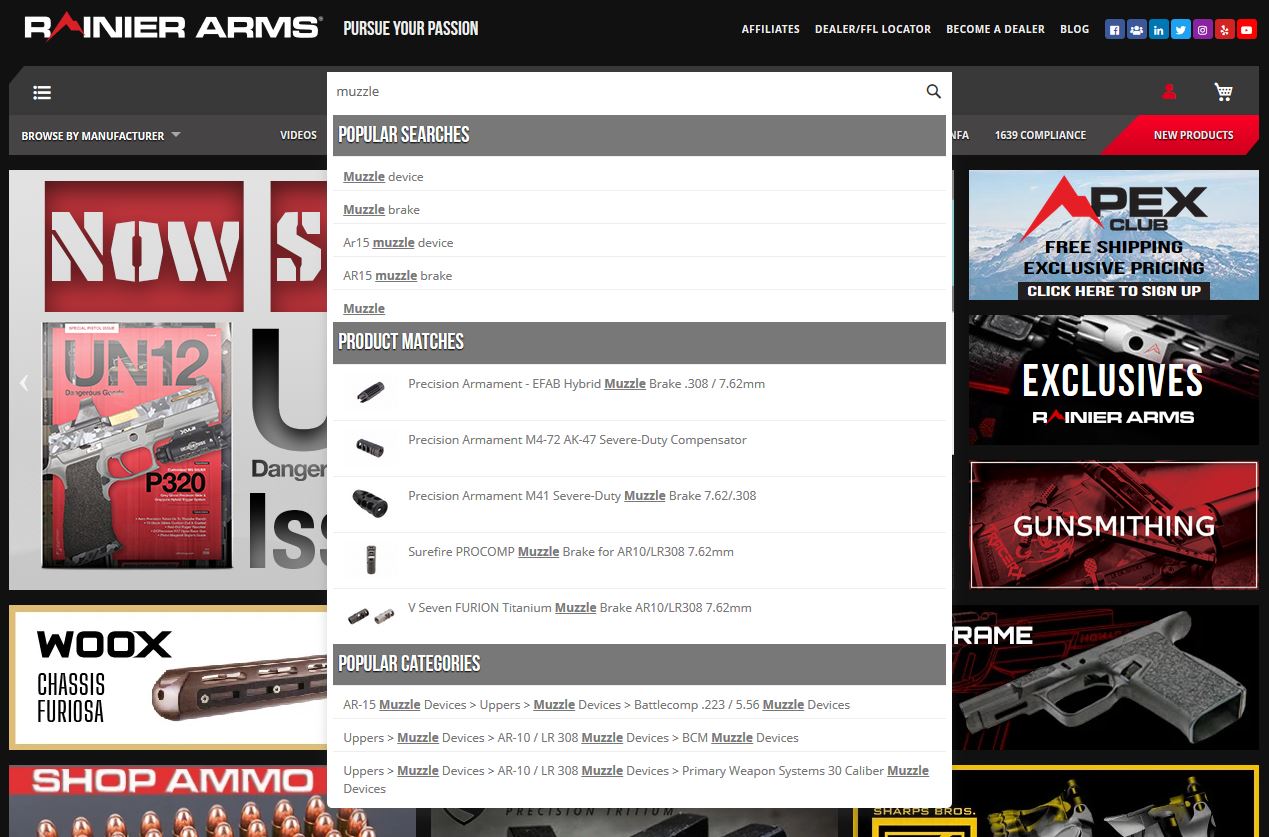 RAINIER ARMS® PURSUE YOUR PASSION
AFFILIATES DEALER/FFL LOCATOR BECOME A DEALER BLOG
muzzle
BROWSE BY MANUFACTURER VIDEOS NFA 1639 COMPLIANCE NEW PRODUCTS
POPULAR SEARCHES
Muzzle device
Muzzle brake
Ar15 muzzle device
AR15 muzzle brake
Muzzle
PRODUCT MATCHES
Precision Armament - EFAB Hybrid Muzzle Brake .308 / 7.62mm
Precision Armament M4-72 AK-47 Severe-Duty Compensator
Precision Armament M41 Severe-Duty Muzzle Brake 7.62/.308
Surefire PROCOMP Muzzle Brake for AR10/LR308 7.62mm
V Seven FURION Titanium Muzzle Brake AR10/LR308 7.62mm
POPULAR CATEGORIES
AR-15 Muzzle Devices > Uppers > Muzzle Devices > Battlecomp .223 / 5.56 Muzzle Devices
Uppers > Muzzle Devices > AR-10 / LR 308 Muzzle Devices > BCM Muzzle Devices
Uppers > Muzzle Devices > AR-10 / LR 308 Muzzle Devices > Primary Weapon Systems 30 Caliber Muzzle
Devices
NOW S
SPECIAL PISTOL ISSUE
UN12
Dangerous Goods
P320
U
Danger
Iss
APEX
CLUB
FREE SHIPPING
EXCLUSIVE PRICING
CLICK HERE TO SIGN UP
EXCLUSIVES
RAINIER ARMS
GUNSMITHING
WOOX
CHASSIS
FURIOSA
FRAME
SHOP AMMO
PRECISION TRITIUM
SHARPS BROS.